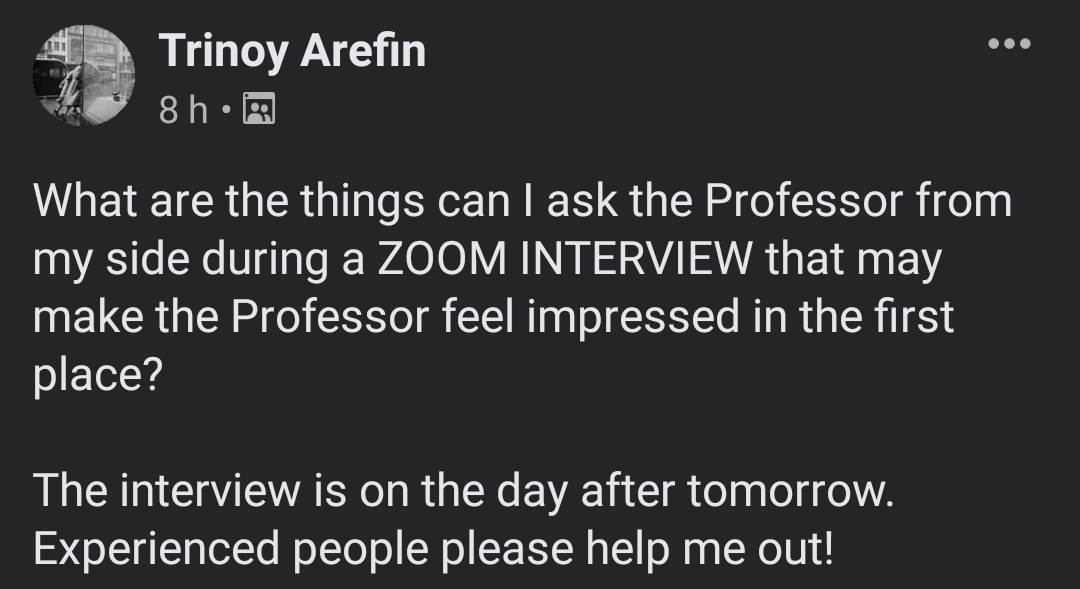 Trinoy Arefin
8 h •
What are the things can I ask the Professor from
my side during a ZOOM INTERVIEW that may
make the Professor feel impressed in the first
place?
The interview is on the day after tomorrow.
Experienced people please help me out!